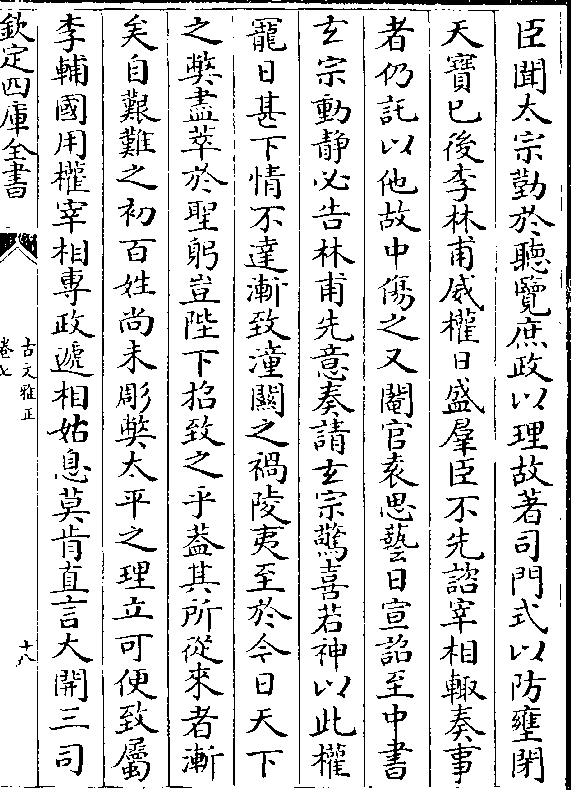 臣聞太宗勤於聽覽庶政以理故著司門式以防壅閉
天寳已後李林甫威權日盛羣臣不先諮宰相輙奏事
者仍託以他故中傷之又閹官袁思藝日宣詔至中書
玄宗動静必告林甫先意奏請玄宗驚喜若神以此權
寵日甚下情不達漸致潼關之禍陵夷至於今日天下
之獘盡萃於聖躬豈陛下招致之乎葢其所從來者漸
矣自艱難之初百姓尚未彫獘太平之理立可便致屬
李輔國用權宰相專政遞相姑息莫肯直言大開三司
欽定四庫全書
古文雅正
卷七
十八